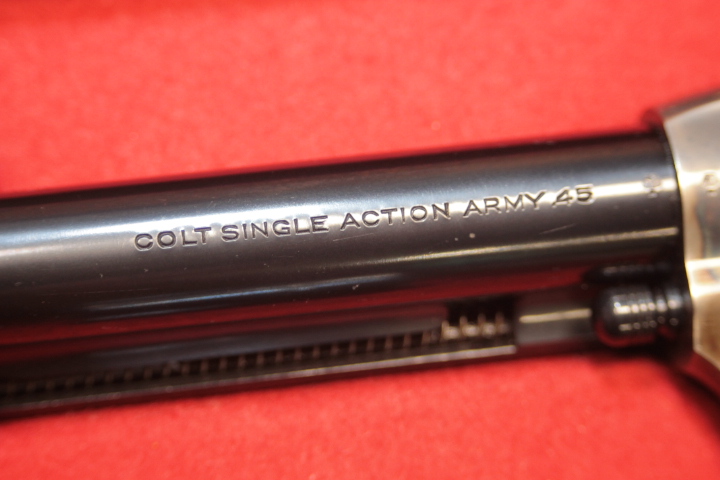 COLT SINGLE ACTION ARMY 45